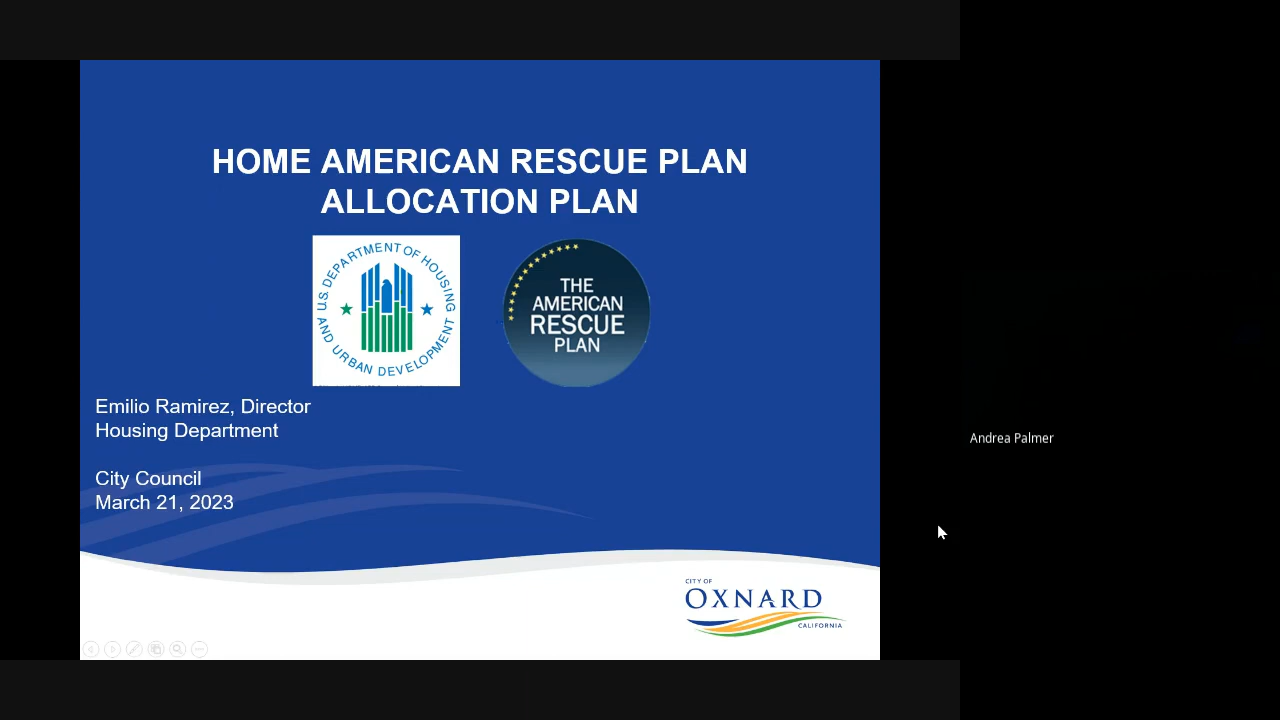 HOME AMERICAN RESCUE PLAN
ALLOCATION PLAN
U.S. DEPARTMENT OF HOUSING
AND URBAN DEVELOPMENT
THE
AMERICAN
RESCUE
PLAN
Emilio Ramirez, Director
Housing Department
City Council
March 21, 2023
Andrea Palmer
CITY OF
OXNARD
CALIFORNIA